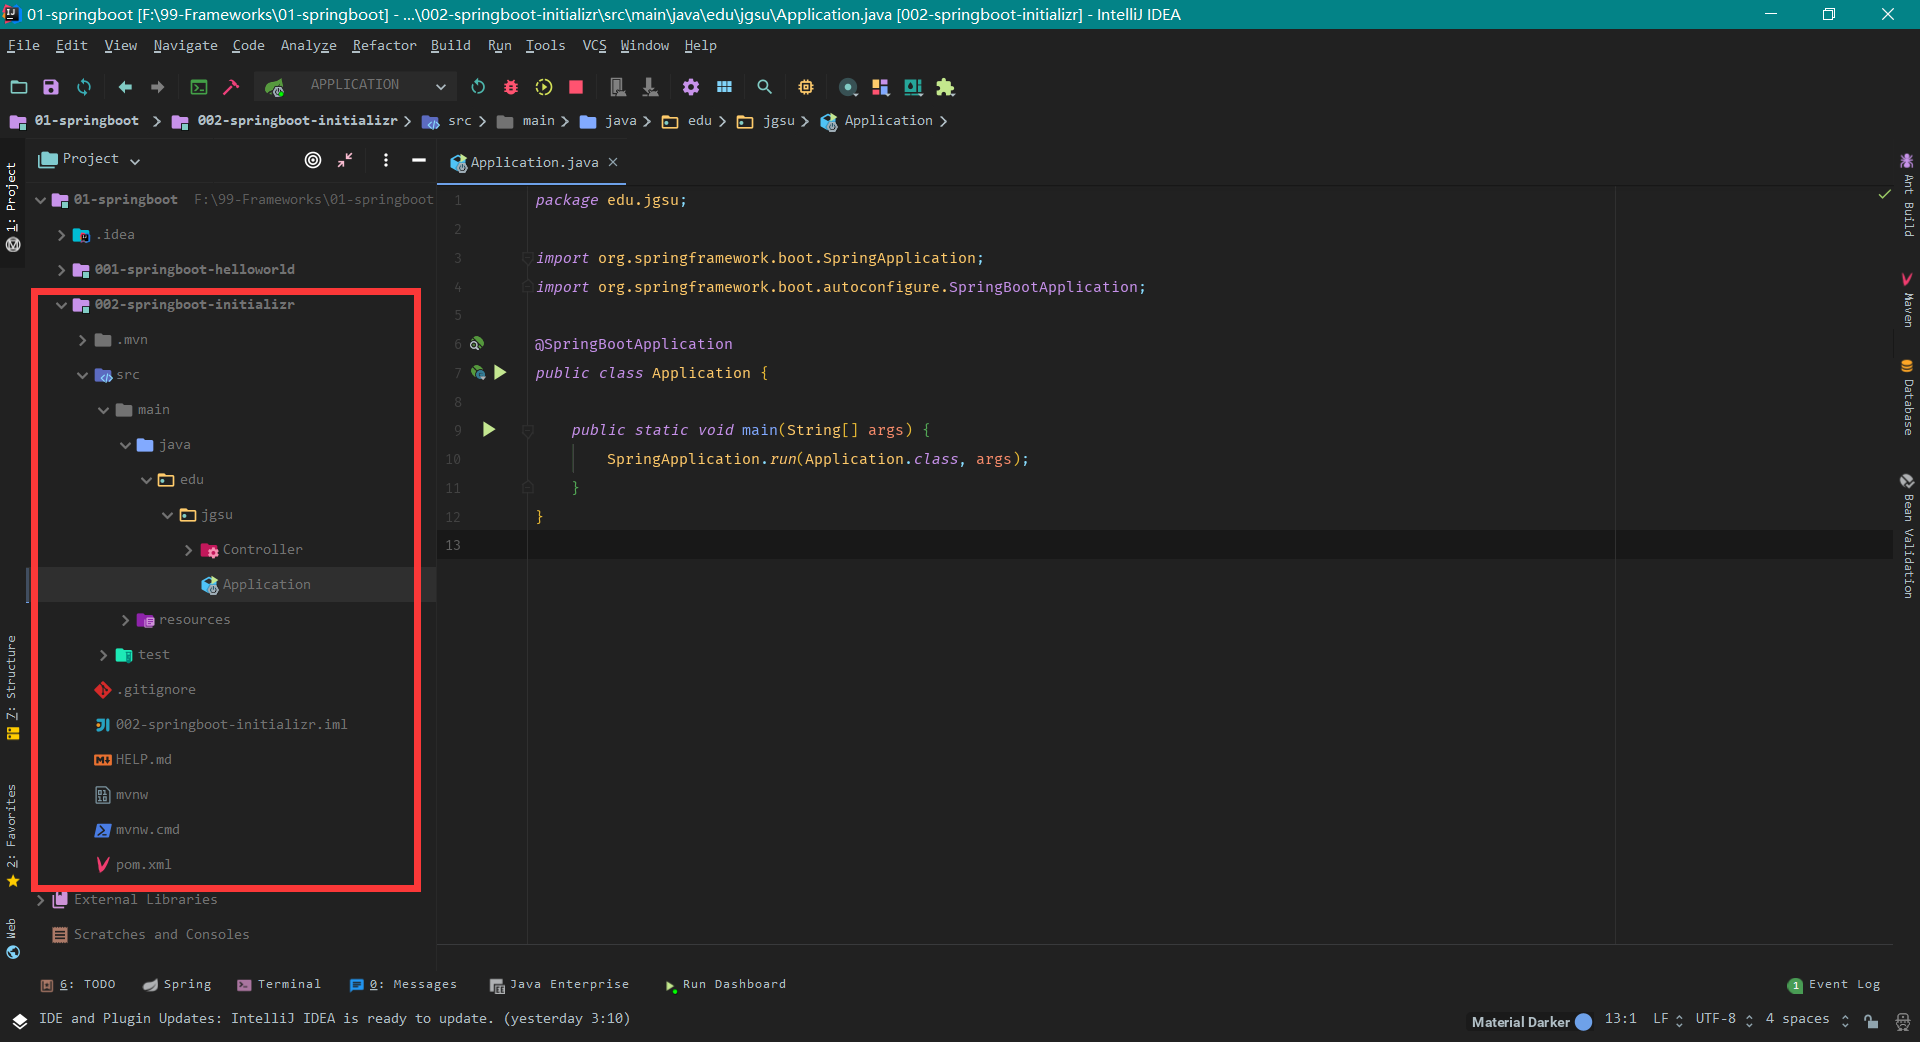 01-springboot [F:\99-Frameworks\01-springboot] - ...\002-springboot-initializr\src\main\java\edu\jgsu\Application.java [002-springboot-initializr] - IntelliJ IDEA
File Edit View Navigate Code Analyze Refactor Build Run Tools VCS Window Help
APPLICATION
01-springboot 002-springboot-initializr src main java edu jgsu Application
Project
Application.java
1: Project
7: Structure
2: Favorites
Web
01-springboot F:\99-Frameworks\01-springboot
.idea
001-springboot-helloworld
002-springboot-initializr
.mvn
src
main
java
edu
jgsu
Controller
Application
resources
test
.gitignore
002-springboot-initializr.iml
HELP.md
mvnw
mvnw.cmd
pom.xml
External Libraries
Scratches and Consoles
1 package edu.jgsu;
2
3 import org.springframework.boot.SpringApplication;
4 import org.springframework.boot.autoconfigure.SpringBootApplication;
5
6 @SpringBootApplication
7 public class Application {
8
9 public static void main(String[] args) {
10 SpringApplication.run(Application.class, args);
11 }
12 }
13
Ant Build
Maven
Database
Bean Validation
6: TODO Spring Terminal 0: Messages Java Enterprise Run Dashboard 1 Event Log
IDE and Plugin Updates: IntelliJ IDEA is ready to update. (yesterday 3:10) Material Darker 13:1 LF UTF-8 4 spaces